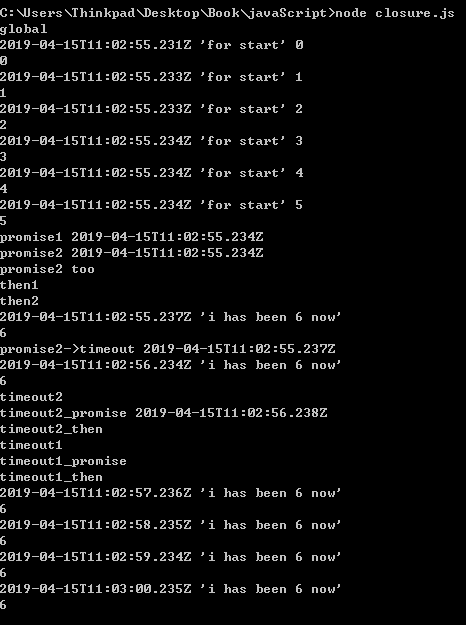 C:\Users\Thinkpad\Desktop\Book\javaScript>node closure.js
global
2019-04-15T11:02:55.231Z 'for start' 0
0
2019-04-15T11:02:55.233Z 'for start' 1
1
2019-04-15T11:02:55.233Z 'for start' 2
2
2019-04-15T11:02:55.234Z 'for start' 3
3
2019-04-15T11:02:55.234Z 'for start' 4
4
2019-04-15T11:02:55.234Z 'for start' 5
5
promise1 2019-04-15T11:02:55.234Z
promise2 2019-04-15T11:02:55.234Z
promise2 too
then1
then2
2019-04-15T11:02:55.237Z 'i has been 6 now'
6
promise2->timeout 2019-04-15T11:02:55.237Z
2019-04-15T11:02:56.234Z 'i has been 6 now'
6
timeout2
timeout2_promise 2019-04-15T11:02:56.238Z
timeout2_then
timeout1
timeout1_promise
timeout1_then
2019-04-15T11:02:57.236Z 'i has been 6 now'
6
2019-04-15T11:02:58.235Z 'i has been 6 now'
6
2019-04-15T11:02:59.234Z 'i has been 6 now'
6
2019-04-15T11:03:00.235Z 'i has been 6 now'
6